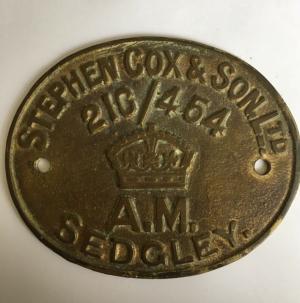 STEPHEN COX & SON. LTD
21C/454
A.M.
SEDGLEY.